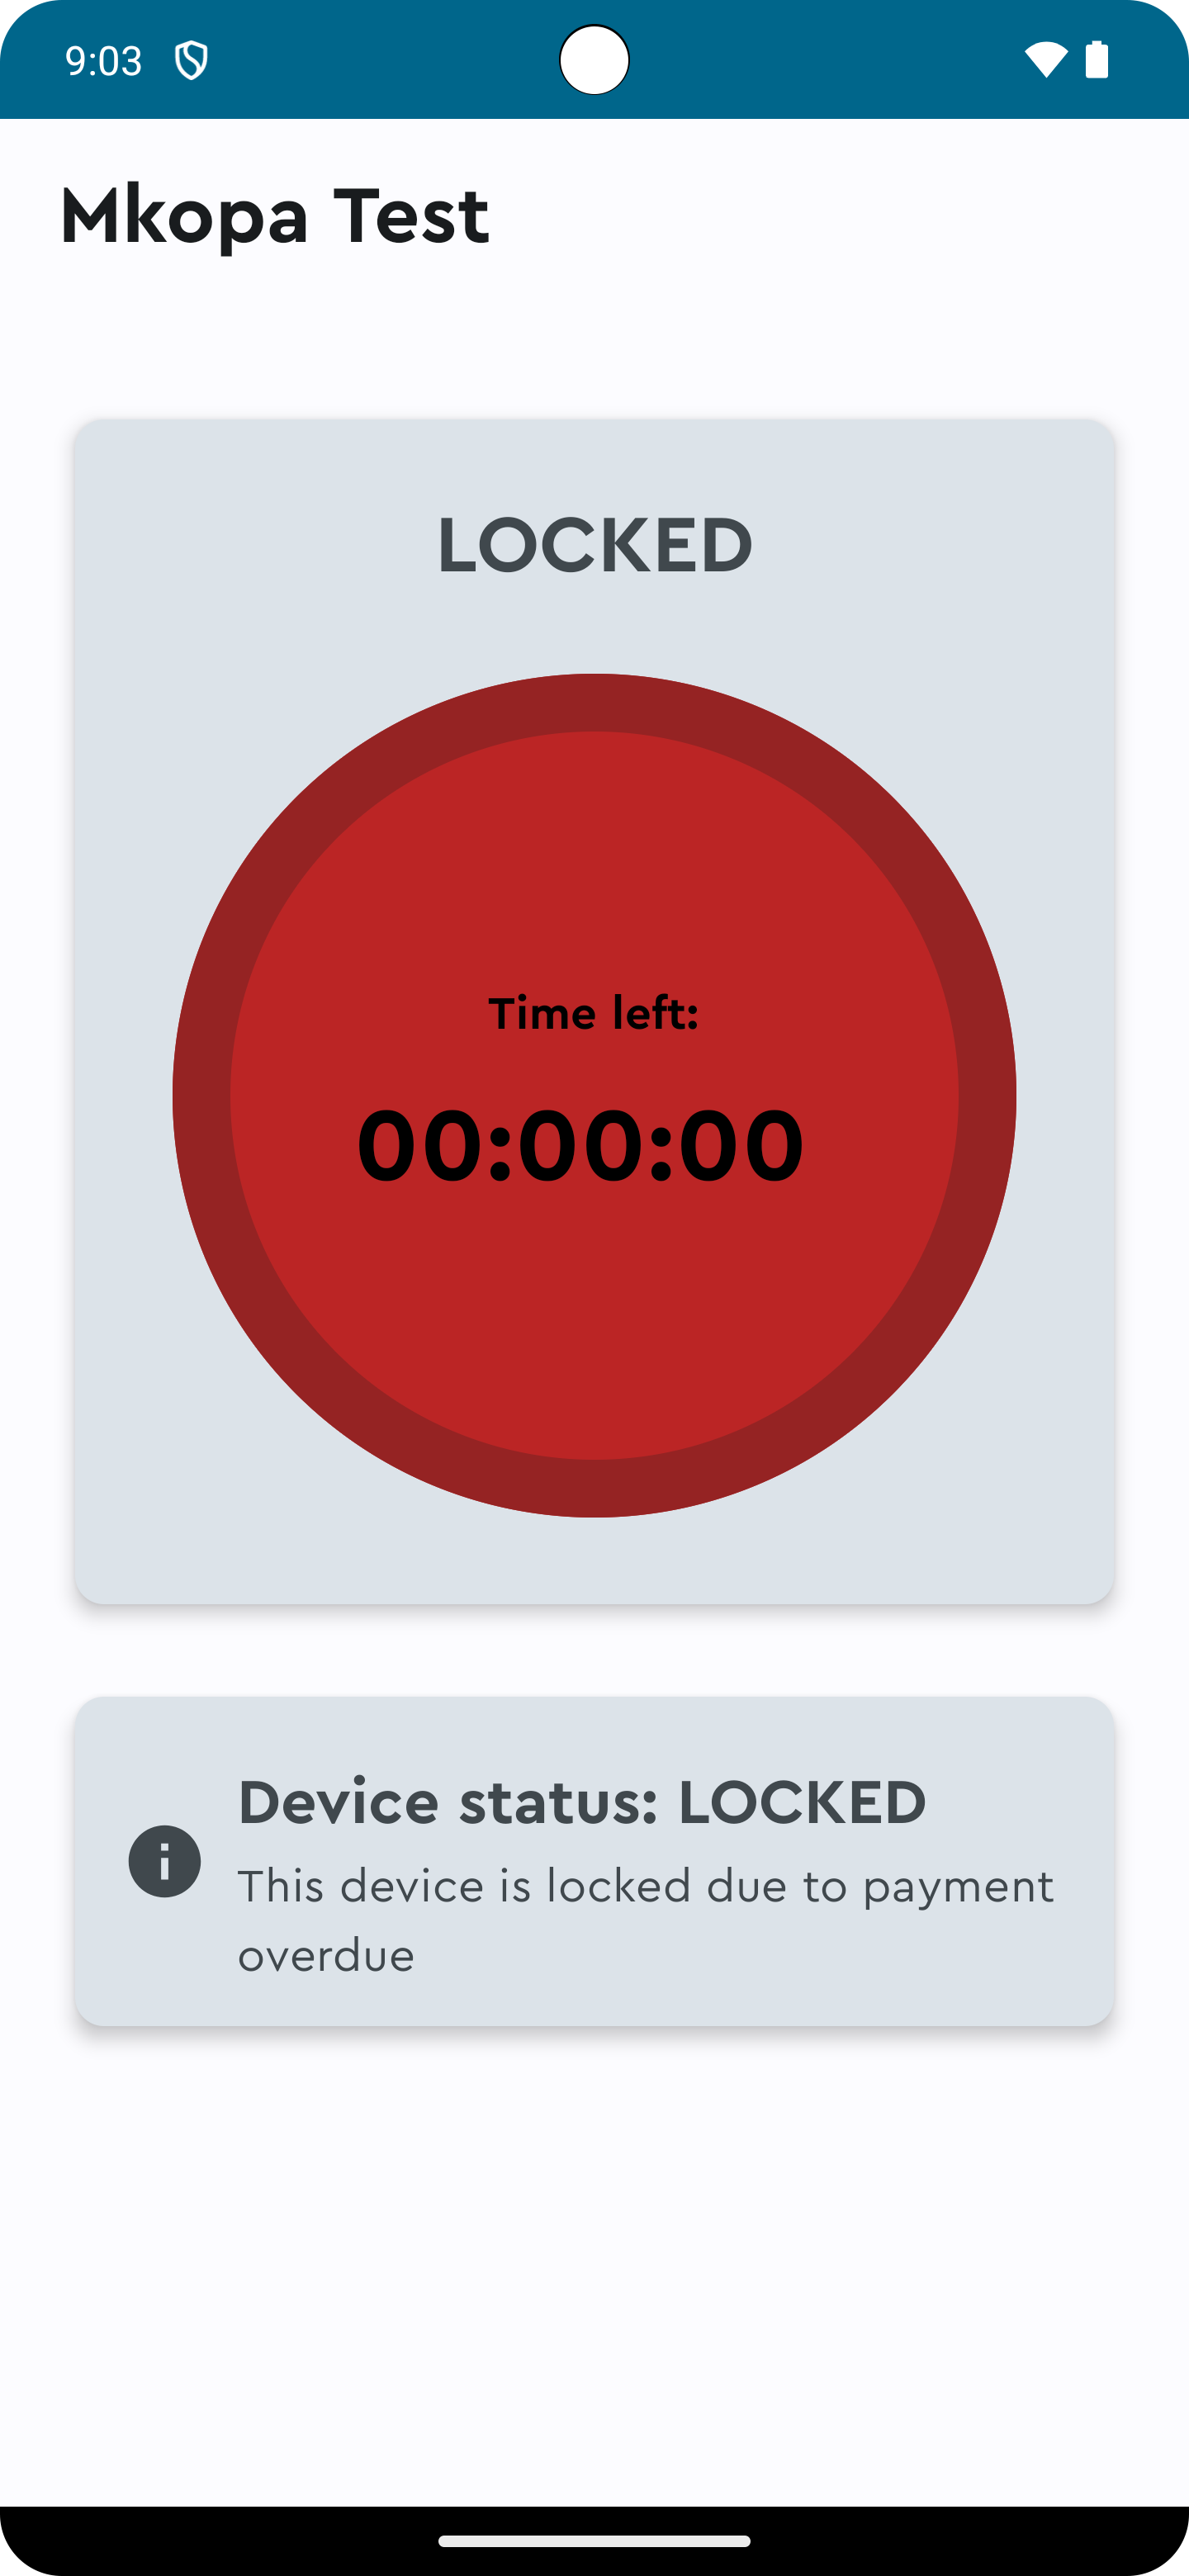 9:03
Mkopa Test
LOCKED
Time left:
00:00:00
Device status: LOCKED
This device is locked due to payment
overdue